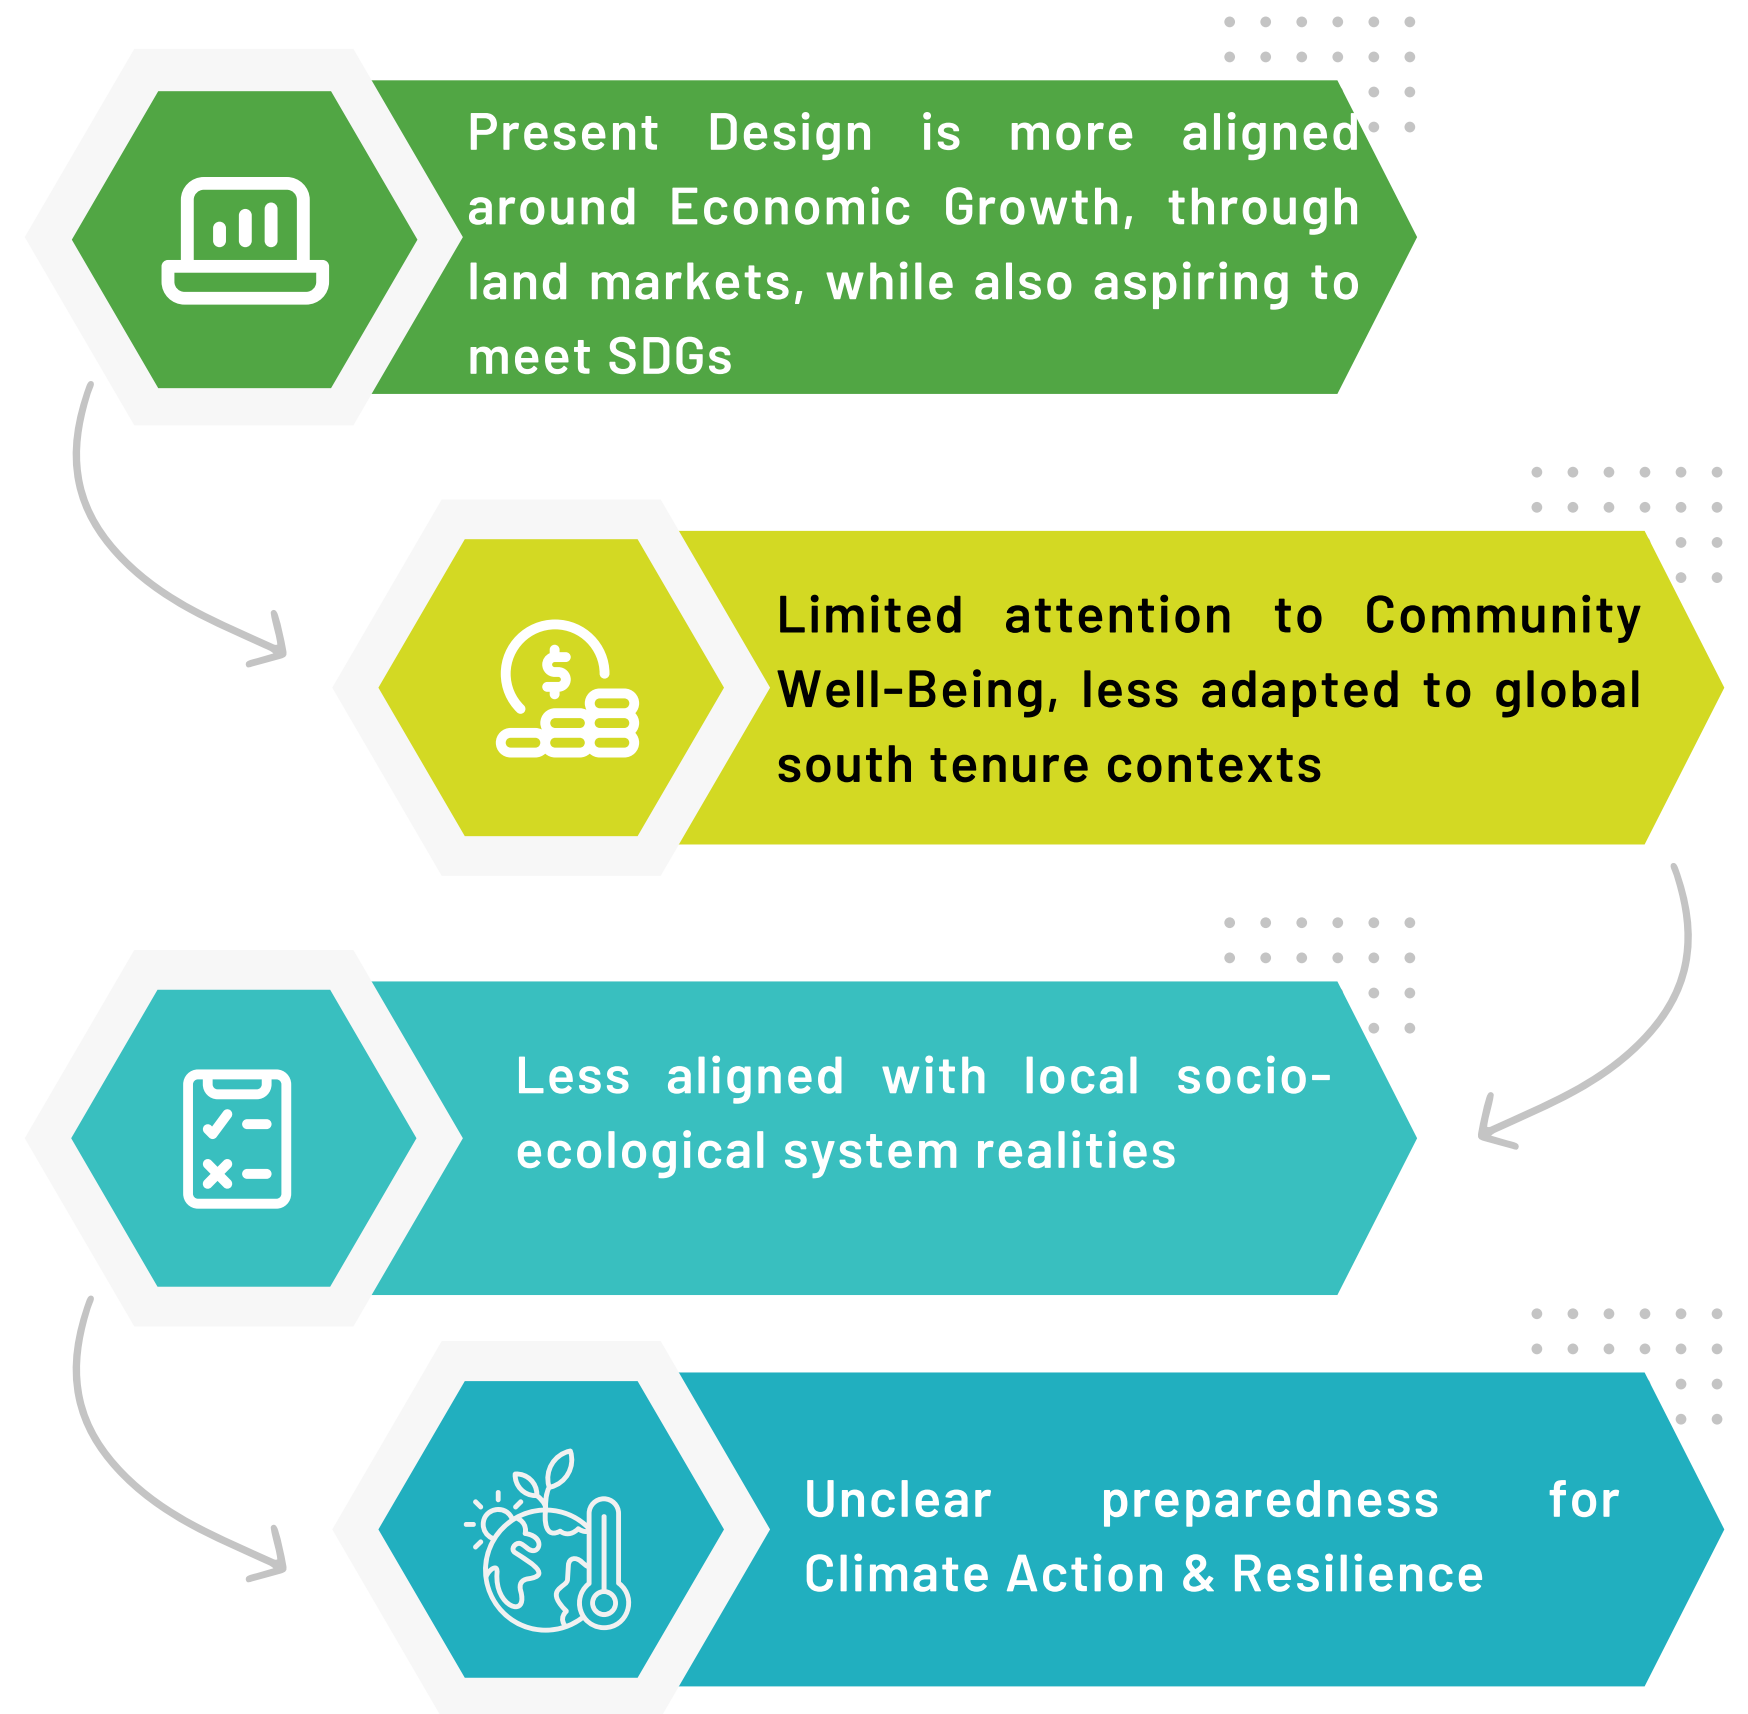 Present Design is more aligned
around Economic Growth, through
land markets, while also aspiring to
meet SDGs
$
Limited attention to Community
Well-Being, less adapted to global
south tenure contexts
Less aligned with local socio-
ecological system realities
Unclear preparedness for
Climate Action & Resilience